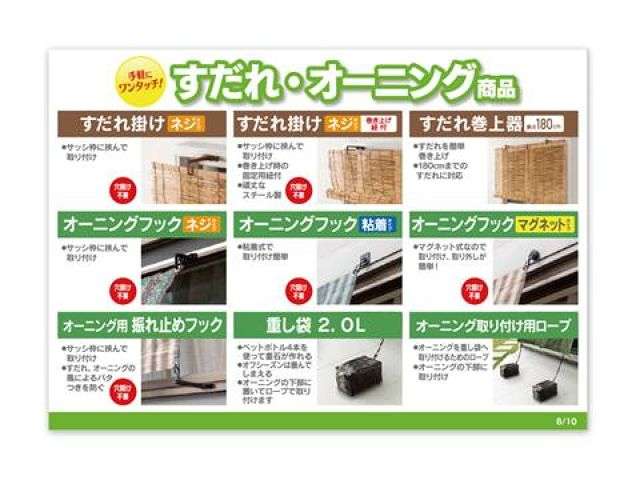 手軽に
ワンタッチ!
すだれ・オーニング商品
すだれ掛け ネジ
すだれ掛け ネジ 巻き上げ
紐付
すだれ巻上器 180cm
●サッシ枠に挟んで
取り付け
穴開け
不要
●サッシ枠に挟んで
取り付け
●巻き上げ時の
固定用紐付
●頑丈な
スチール製
穴開け
不要
●すだれを簡単
巻き上げ
●180cmまでの
すだれに対応
オーニングフック ネジ
オーニングフック 粘着
オーニングフック マグネット
●サッシ枠に挟んで
取り付け
穴開け
不要
●粘着式で
取り付け簡単
穴開け
不要
●マグネット式なので
取り付け、取り外しが
簡単!
穴開け
不要
オーニング用 振れ止めフック
重し袋 2.0L
オーニング取り付け用ロープ
●サッシ枠に挟んで
取り付け
●すだれ、オーニングの
風によるバタ
つきを防ぐ
穴開け
不要
●ペットボトル4本を
使って重石が作れる
●オフシーズンは畳んで
しまえる
●オーニングの下部に
置いてロープで取り
付けます
●オーニングを重し袋へ
取り付けるためのロープ
●オーニングの下部に
取り付け
8/10